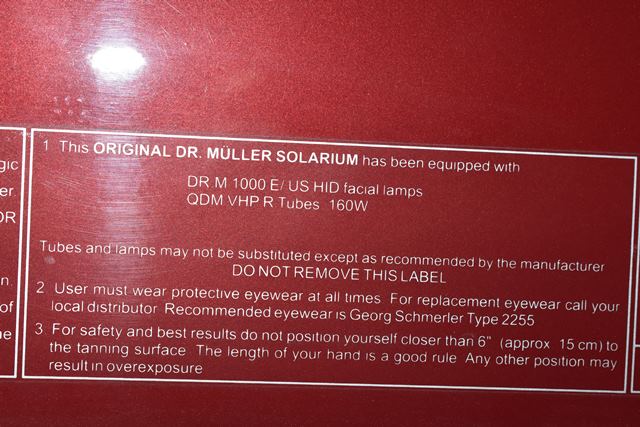 1 This ORIGINAL DR. MÜLLER SOLARIUM has been equipped with
DR M 1000 E/ US HID facial lamps
QDM VHP R Tubes 160W
Tubes and lamps may not be substituted except as recommended by the manufacturer
DO NOT REMOVE THIS LABEL
2 User must wear protective eyewear at all times For replacement eyewear call your
local distributor Recommended eyewear is Georg Schmerler Type 2255
3 For safety and best results do not position yourself closer than 6" (approx 15 cm) to
the tanning surface The length of your hand is a good rule Any other position may
result in overexposure